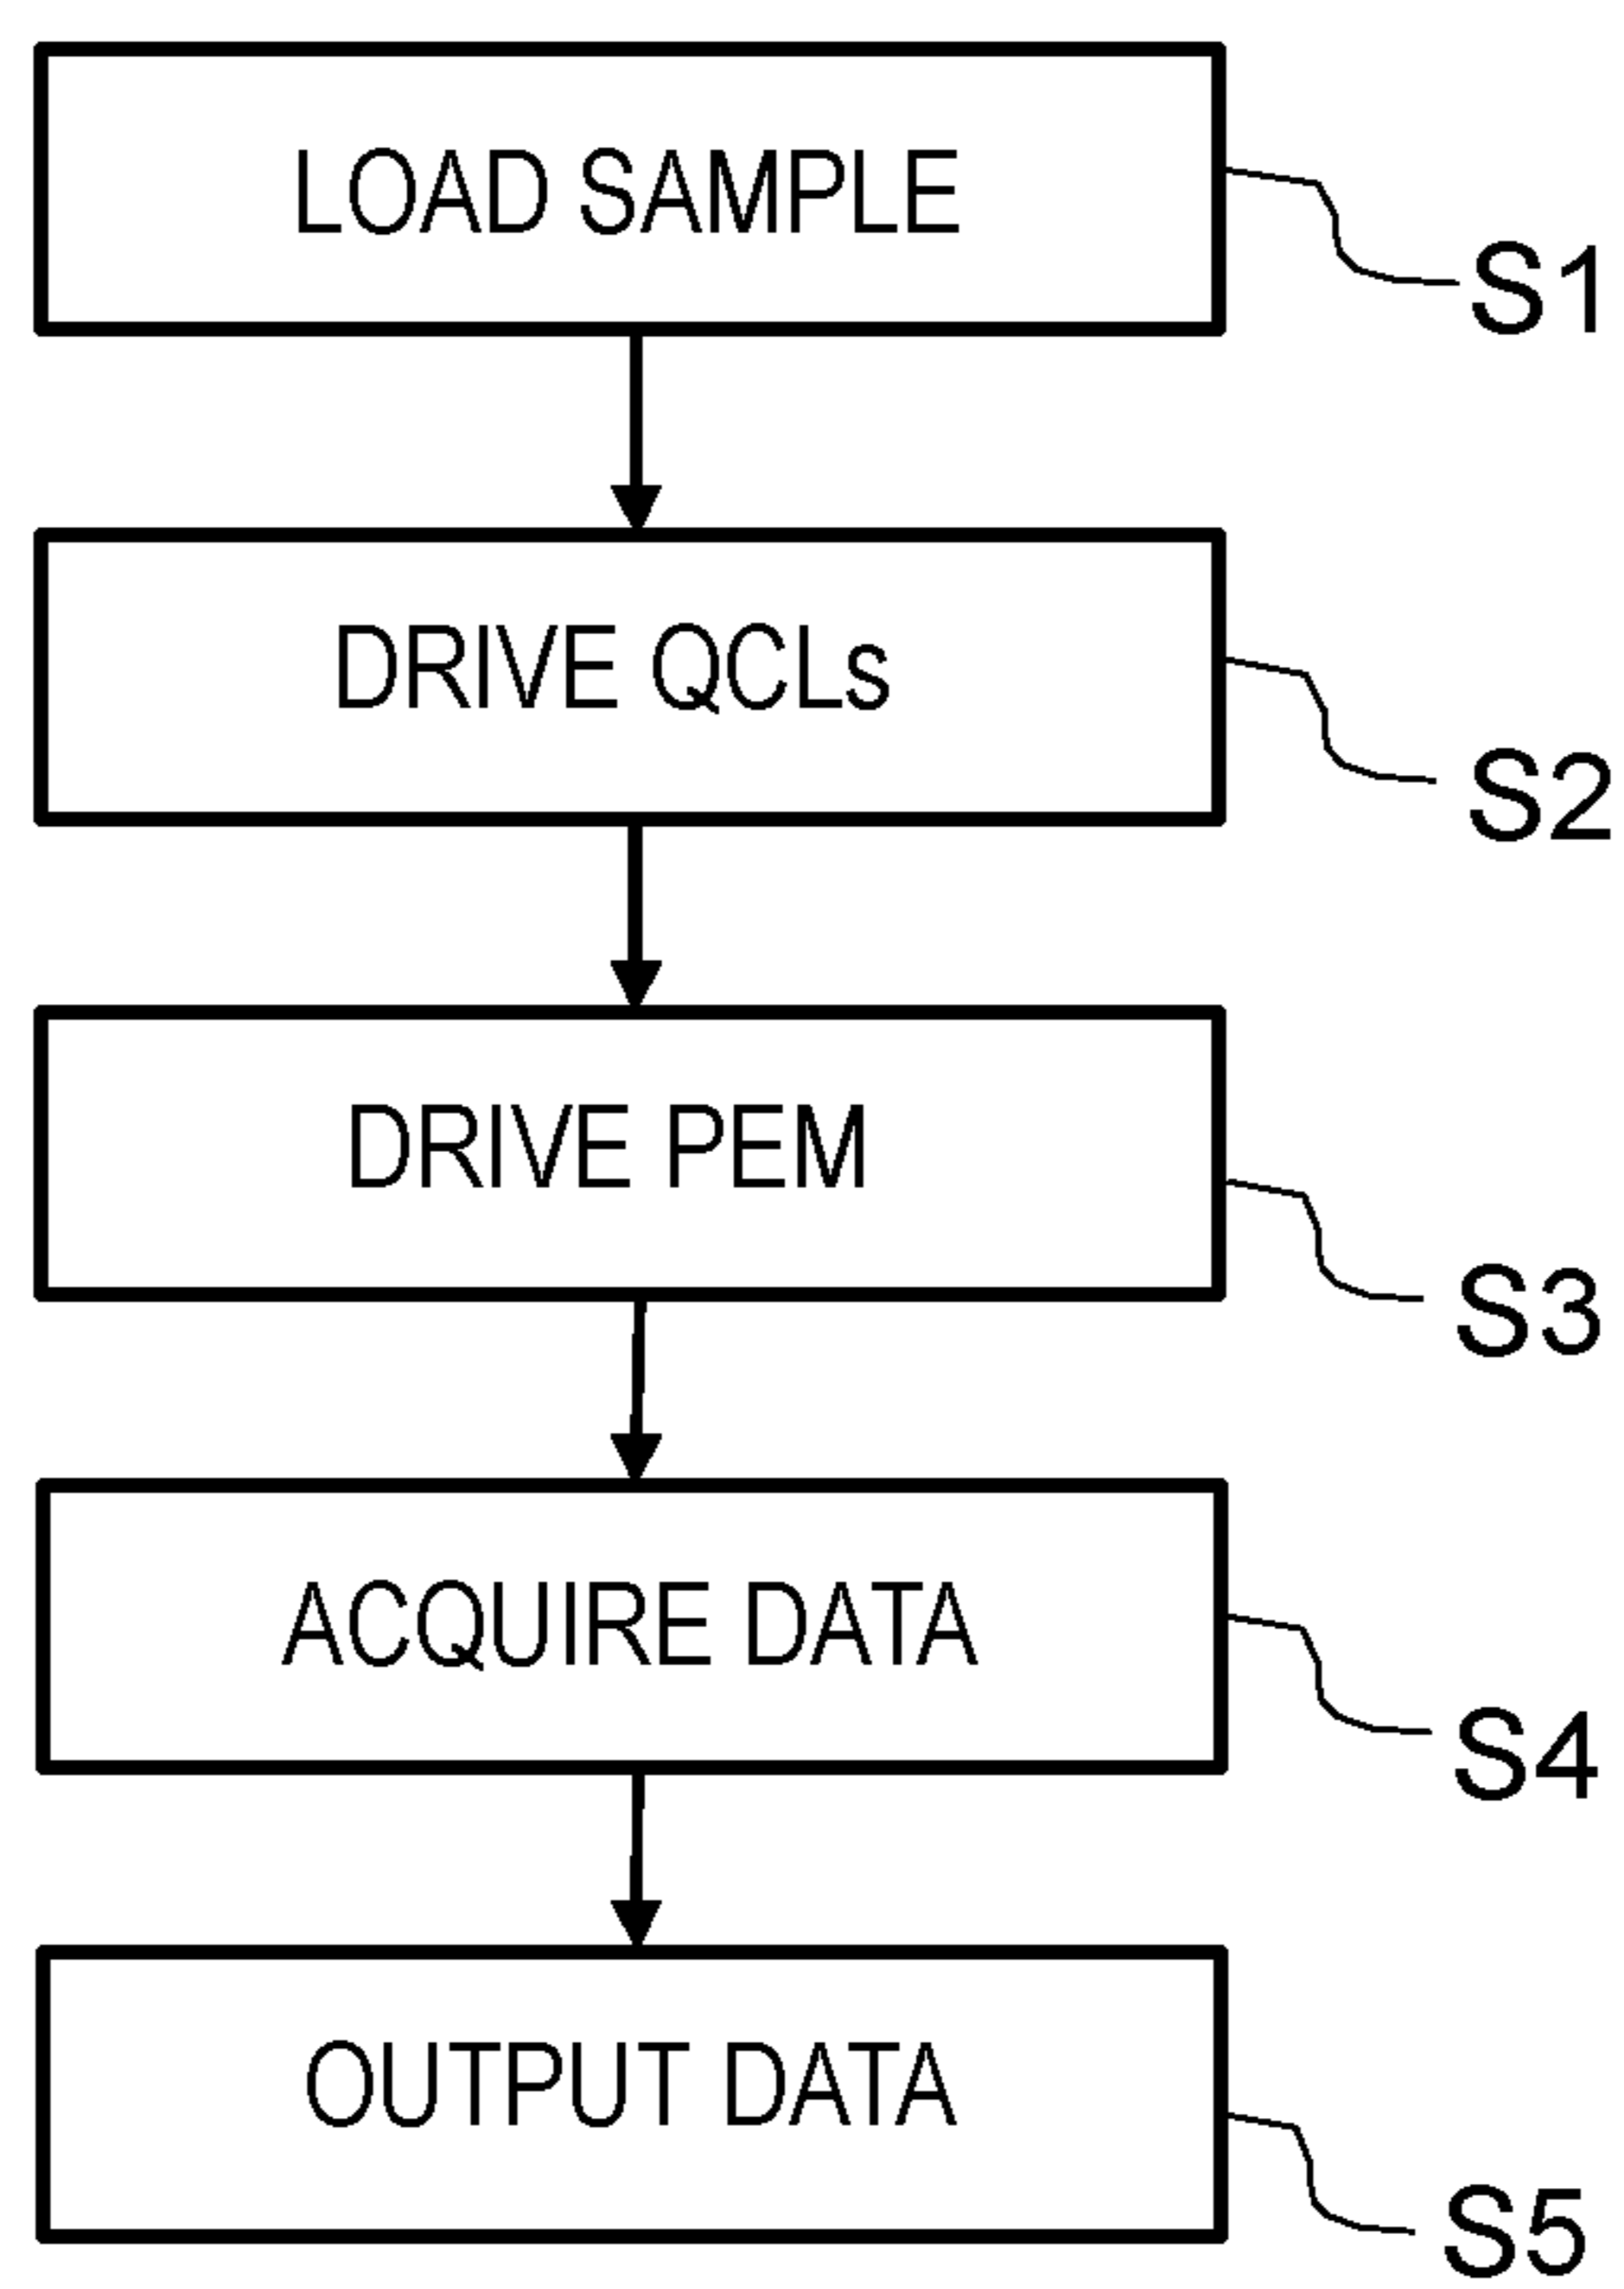 LOAD SAMPLE
S1
DRIVE QCLs
S2
DRIVE PEM
S3
ACQUIRE DATA
S4
OUTPUT DATA
S5